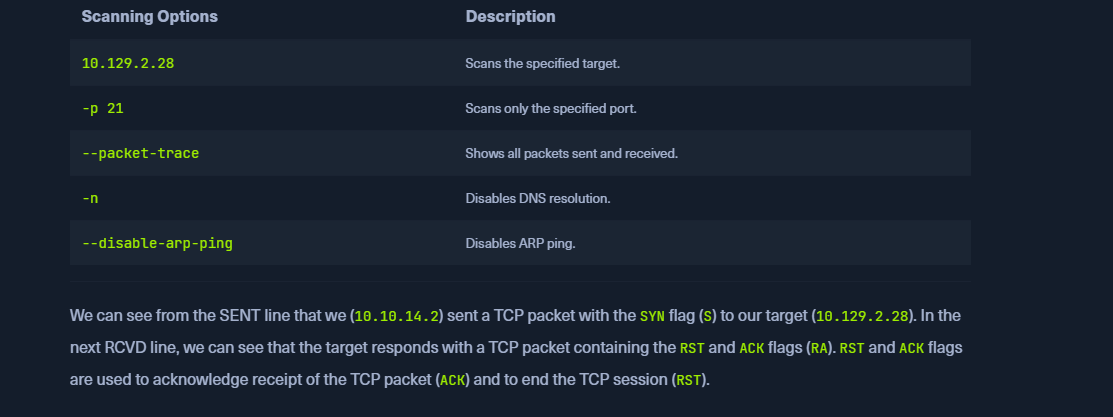 Scanning Options Description
10.129.2.28 Scans the specified target.
-p 21 Scans only the specified port.
--packet-trace Shows all packets sent and received.
-n Disables DNS resolution.
--disable-arp-ping Disables ARP ping.
We can see from the SENT line that we (10.10.14.2) sent a TCP packet with the SYN flag (S) to our target (10.129.2.28). In the
next RCVD line, we can see that the target responds with a TCP packet containing the RST and ACK flags (RA). RST and ACK flags
are used to acknowledge receipt of the TCP packet (ACK) and to end the TCP session (RST).